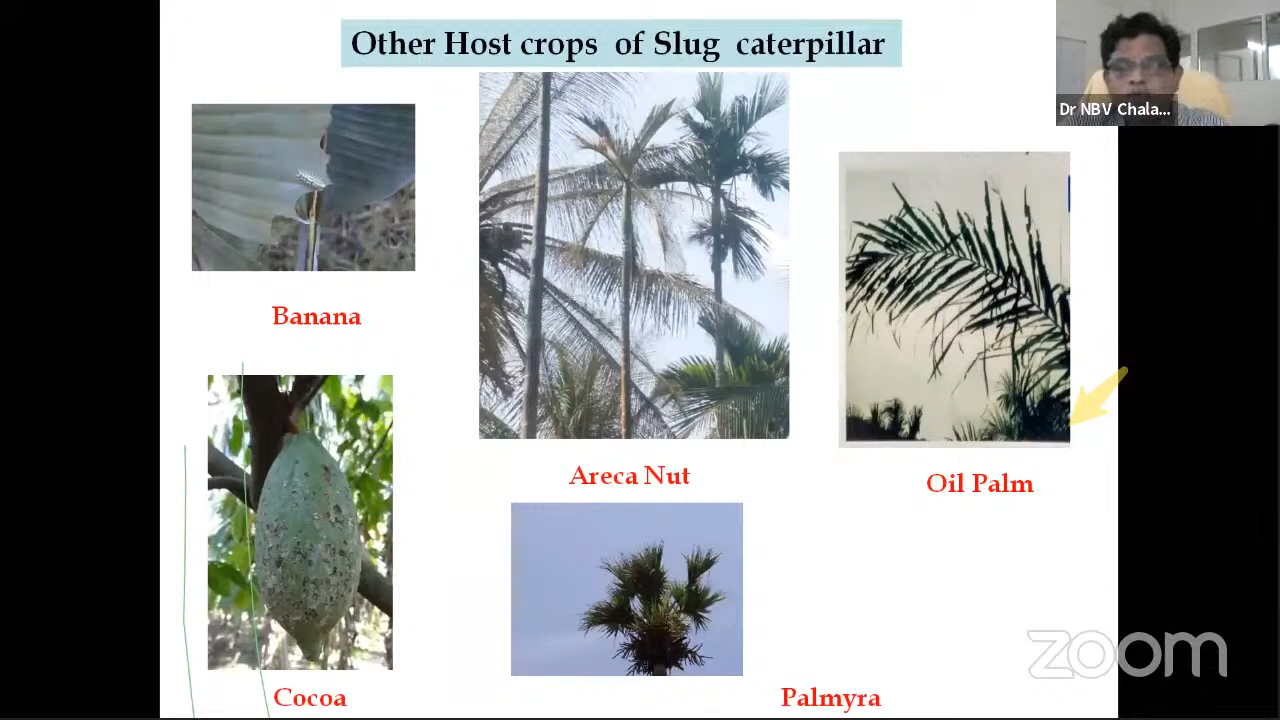 Other Host crops of Slug caterpillar
Dr NBV Chala...
Banana
Areca Nut
Oil Palm
Cocoa
Palmyra
zoom